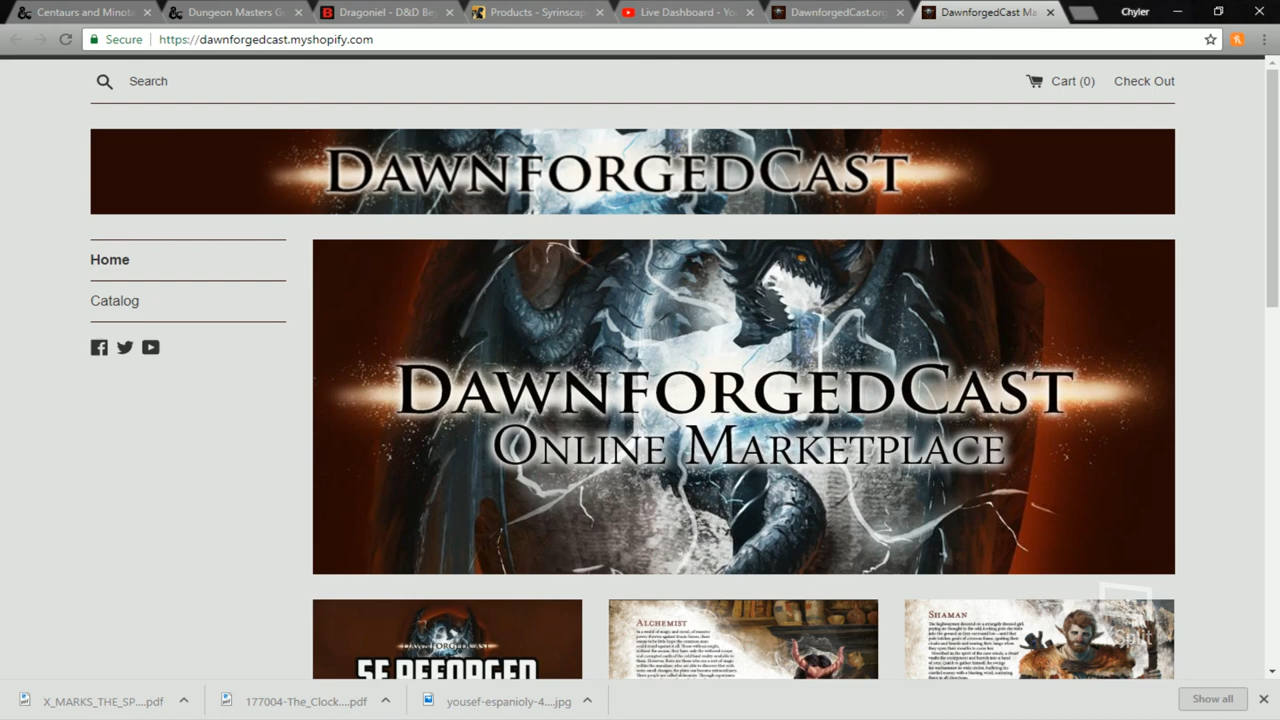 Centaurs and Minota
Dungeon Masters G
Dragoniel - D&D Be
Products - Syrinscap
Live Dashboard - Yo
DawnforgedCast.org
DawnforgedCast Ma
Chyler
Secure
https://dawnforgedcast.myshopify.com
Search
Cart (0)
Check Out
DAWNFORGEDCAST
Home
Catalog
DAWNFORGEDCAST
ONLINE MARKETPLACE
DAWNFORGEDCAST
ALCHEMIST
SHAMAN
X_MARKS_THE_SP....pdf
177004-The_Clock....pdf
yousef-espanioly-4....jpg
Show all